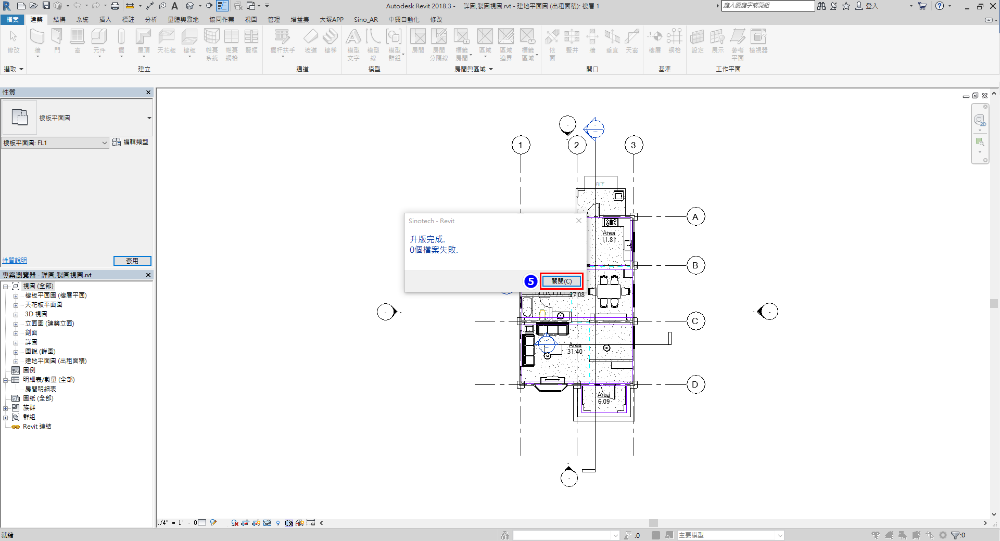 Autodesk Revit 2018.3 - 詳圖,製圖視圖.rvt - 建地平面圖 (出租面積): 樓層 1
鍵入關鍵字或詞組
登入
檔案 建築 結構 系統 插入 標註 分析 量體與敷地 協同作業 視圖 管理 增益集 大塚APP Sino_AR 中興自動化 修改
修改 牆 門 窗 元件 柱 屋頂 天花板 樓板 帷幕系統 帷幕網格 豎框 欄杆扶手 坡道 樓梯 模型文字 模型線 模型群組 房間 房間分隔線 標籤房間 區域 區域邊界 標籤區域 依面 豎井 牆 垂直 天窗 樓層 網格 設定 展示 參考平面 檢視器
選取 建立 通道 模型 房間與區域 開口 基準 工作平面
性質
樓板平面圖
樓板平面圖: FL1
編輯類型
性質說明
套用
專案瀏覽器 - 詳圖,製圖視圖.rvt
視圖 (全部)
樓板平面圖 (樓層平面)
天花板平面圖
3D 視圖
立面圖 (建築立面)
剖面
詳圖
圖說 (詳圖)
建地平面圖 (出租面積)
圖例
明細表/數量 (全部)
房間明細表
圖紙 (全部)
族群
群組
Revit 連結
2D
1
2
3
向下
A
Area
11.81
B
Sinotech - Revit
升版完成.
0個檔案失敗.
5
關閉(C)
27.08
C
Area
31.40
D
Area
6.09
1/4" = 1' - 0
就緒
:0
主要模型
:0